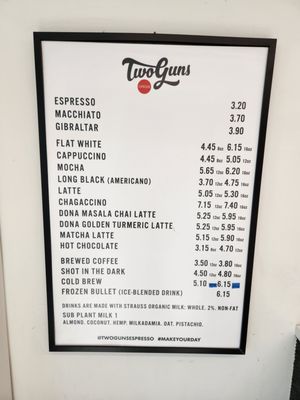 TwoGuns
ESPRESSO 3.20
MACCHIATO 3.70
GIBRALTAR 3.90
FLAT WHITE 4.45 8oz 6.15 16oz
CAPPUCCINO 4.45 8oz 5.05 12oz
MOCHA 5.65 12oz 6.20 16oz
LONG BLACK (AMERICANO) 3.70 12oz 4.75 16oz
LATTE 5.05 12oz 5.30 16oz
CHAGACCINO 7.15 12oz 7.40 16oz
DONA MASALA CHAI LATTE 5.25 12oz 5.95 16oz
DONA GOLDEN TURMERIC LATTE 5.25 12oz 5.95 16oz
MATCHA LATTE 5.15 12oz 5.90 16oz
HOT CHOCOLATE 3.15 8oz 4.70 12oz
BREWED COFFEE 3.50 12oz 3.80 16oz
SHOT IN THE DARK 4.50 12oz 4.80 16oz
COLD BREW 5.10 6.15
FROZEN BULLET (ICE-BLENDED DRINK) 6.15
DRINKS ARE MADE WITH STRAUSS ORGANIC MILK: WHOLE. 2%. NON-FAT
SUB PLANT MILK 1
ALMOND. COCONUT. HEMP. MILKADAMIA. OAT. PISTACHIO.
#TWOGUNSESPRESSO #MAKEYOURDAY